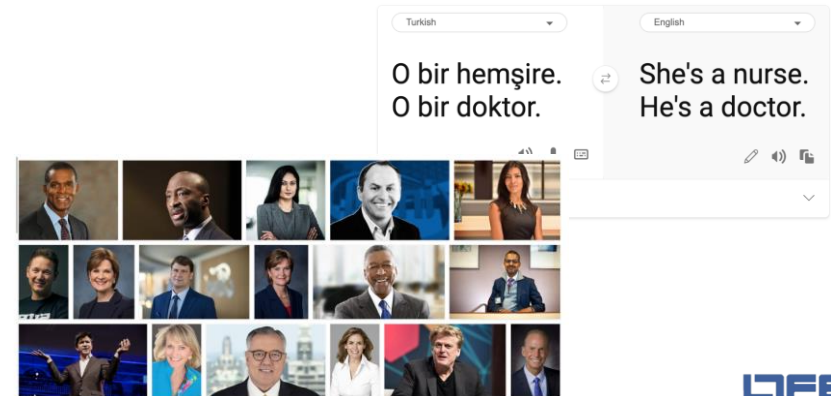 Turkish
English
O bir hemşire.
O bir doktor.
She's a nurse.
He's a doctor.